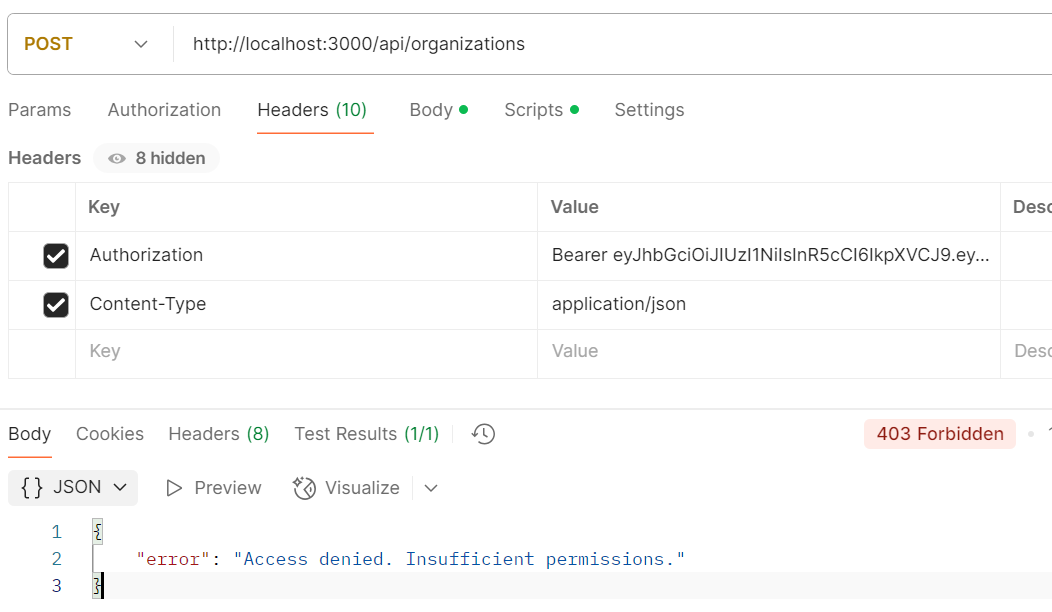 POST http://localhost:3000/api/organizations
Params Authorization Headers (10) Body Scripts Settings
Headers 8 hidden
Key Value
Authorization Bearer eyJhbGciOiJIUzI1NiIsInR5cCI6IkpXVCJ9.ey...
Content-Type application/json
Key Value
Body Cookies Headers (8) Test Results (1/1) 403 Forbidden
{} JSON Preview Visualize
1 {
2 "error": "Access denied. Insufficient permissions."
3 }